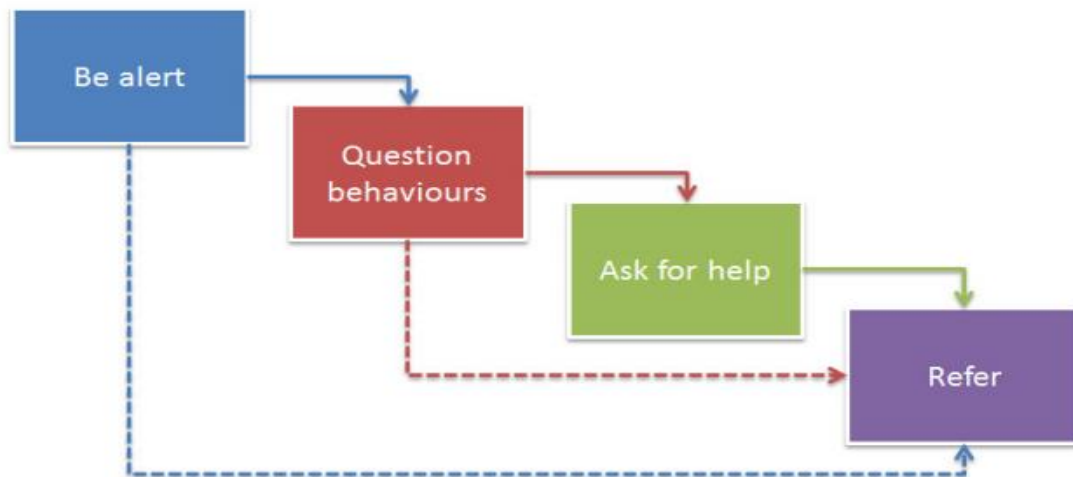 Be alert
Question
behaviours
Ask for help
Refer